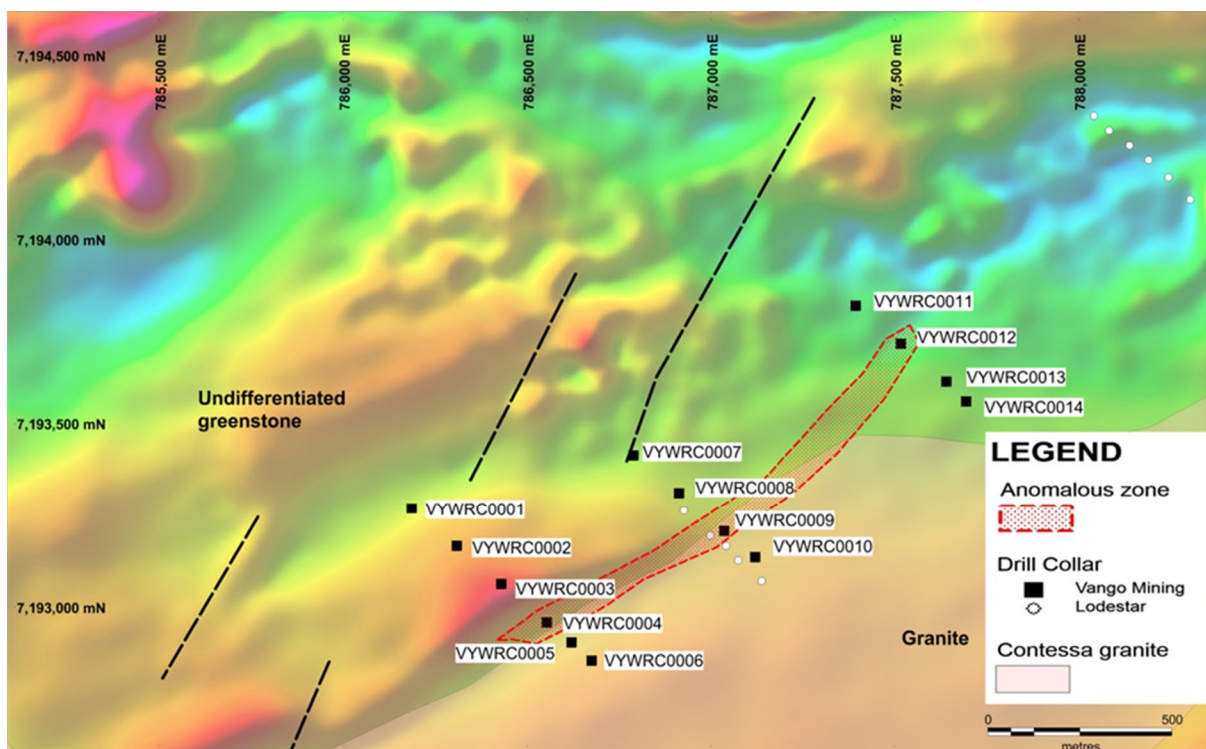 785,500 mE
786,000 mE
786,500 mE
787,000 mE
787,500 mE
788,000 mE
7,194,500 mN
7,194,000 mN
VYWRC0011
VYWRC0012
VYWRC0013
Undifferentiated
greenstone
VYWRC0014
7,193,500 mN
VYWRC0007
VYWRC0008
VYWRC0001
VYWRC0009
VYWRC0002
VYWRC0010
VYWRC0003
7,193,000 mN
VYWRC0004
VYWRC0005
VYWRC0006
Granite
LEGEND
Anomalous zone
Drill Collar
Vango Mining
Lodestar
Contessa granite
0 500
metres